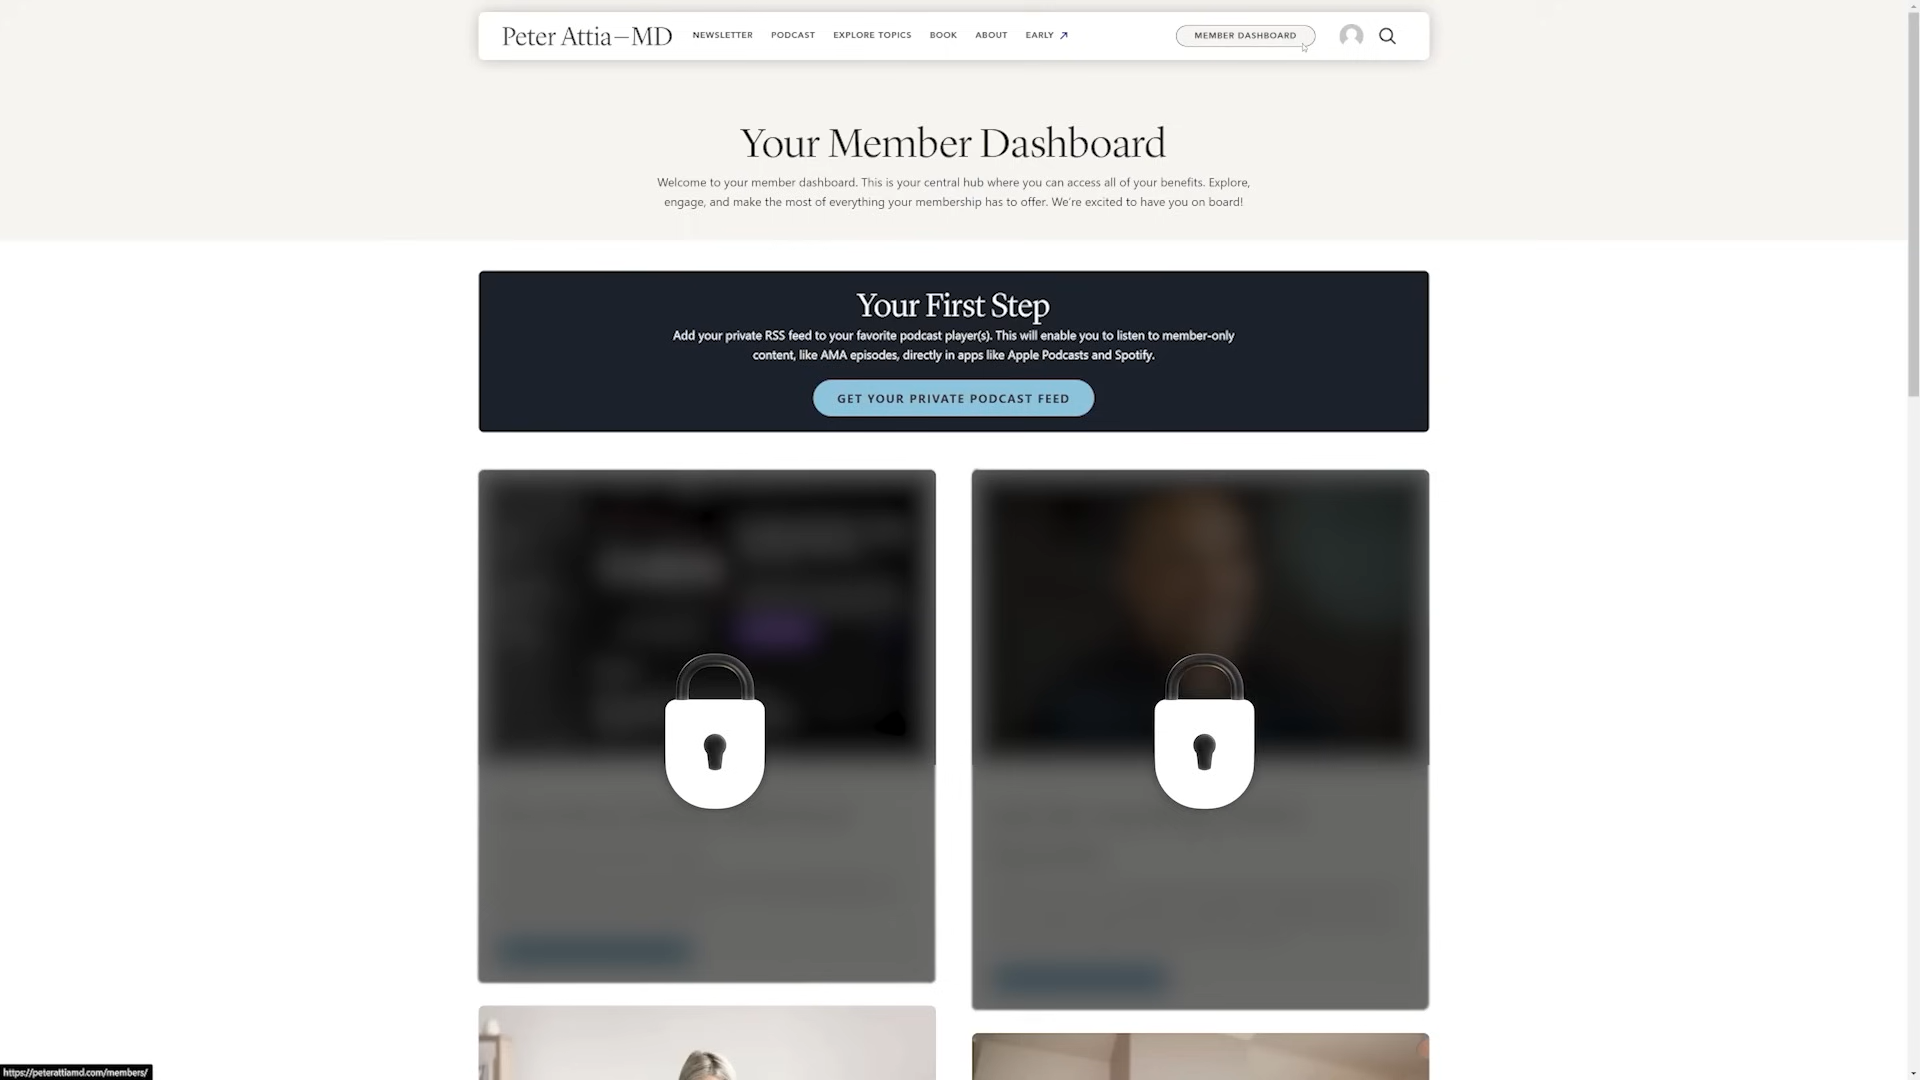 Peter Attia—MD
NEWSLETTER
PODCAST
EXPLORE TOPICS
BOOK
ABOUT
EARLY
MEMBER DASHBOARD
Your Member Dashboard
Welcome to your member dashboard. This is your central hub where you can access all of your benefits. Explore,
engage, and make the most of everything your membership has to offer. We're excited to have you on board!
Your First Step
Add your private RSS feed to your favorite podcast player(s). This will enable you to listen to member-only
content, like AMA episodes, directly in apps like Apple Podcasts and Spotify.
GET YOUR PRIVATE PODCAST FEED
https://peterattiamd.com/members/